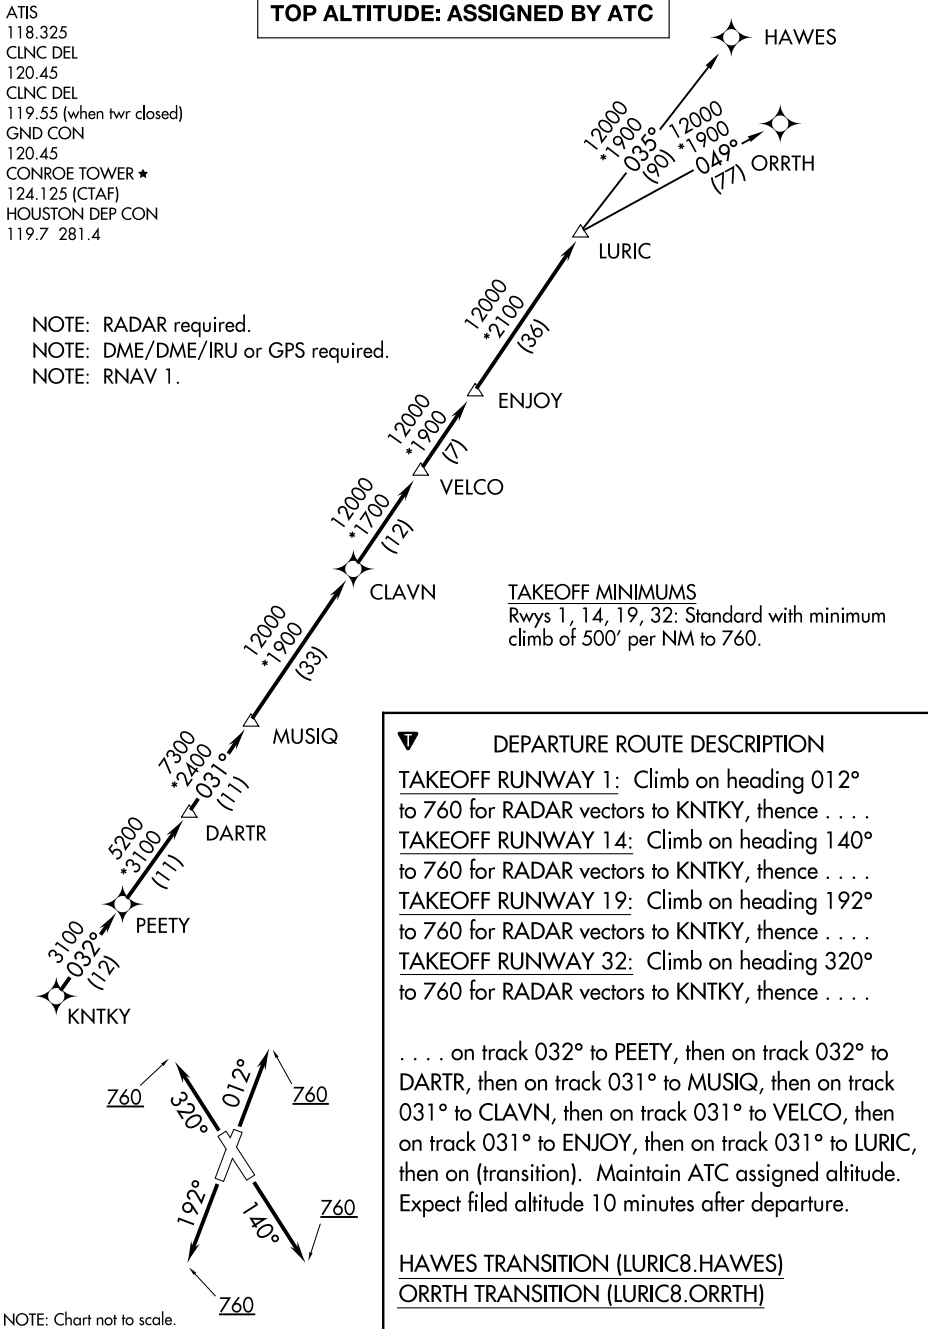 ATIS
118.325
CLNC DEL
120.45
CLNC DEL
119.55 (when twr closed)
GND CON
120.45
CONROE TOWER ★
124.125 (CTAF)
HOUSTON DEP CON
119.7 281.4
TOP ALTITUDE: ASSIGNED BY ATC
HAWES
12000
*1900
035°
(90)
12000
*1900
049°
(77)
ORRTH
LURIC
NOTE: RADAR required.
NOTE: DME/DME/IRU or GPS required.
NOTE: RNAV 1.
12000
*2100
(36)
ENJOY
12000
*1900
(7)
VELCO
12000
*1700
(12)
CLAVN
TAKEOFF MINIMUMS
Rwys 1, 14, 19, 32: Standard with minimum
climb of 500' per NM to 760.
12000
*1900
(33)
MUSIQ
7300
*2400
031°
(11)
DARTR
5200
*3100
(11)
PEETY
3100
032°
(12)
KNTKY
760
320°
012°
760
192°
140°
760
760
NOTE: Chart not to scale.
T
DEPARTURE ROUTE DESCRIPTION
TAKEOFF RUNWAY 1: Climb on heading 012°
to 760 for RADAR vectors to KNTKY, thence . . . .
TAKEOFF RUNWAY 14: Climb on heading 140°
to 760 for RADAR vectors to KNTKY, thence . . . .
TAKEOFF RUNWAY 19: Climb on heading 192°
to 760 for RADAR vectors to KNTKY, thence . . . .
TAKEOFF RUNWAY 32: Climb on heading 320°
to 760 for RADAR vectors to KNTKY, thence . . . .
. . . . on track 032° to PEETY, then on track 032° to
DARTR, then on track 031° to MUSIQ, then on track
031° to CLAVN, then on track 031° to VELCO, then
on track 031° to ENJOY, then on track 031° to LURIC,
then on (transition). Maintain ATC assigned altitude.
Expect filed altitude 10 minutes after departure.
HAWES TRANSITION (LURIC8.HAWES)
ORRTH TRANSITION (LURIC8.ORRTH)